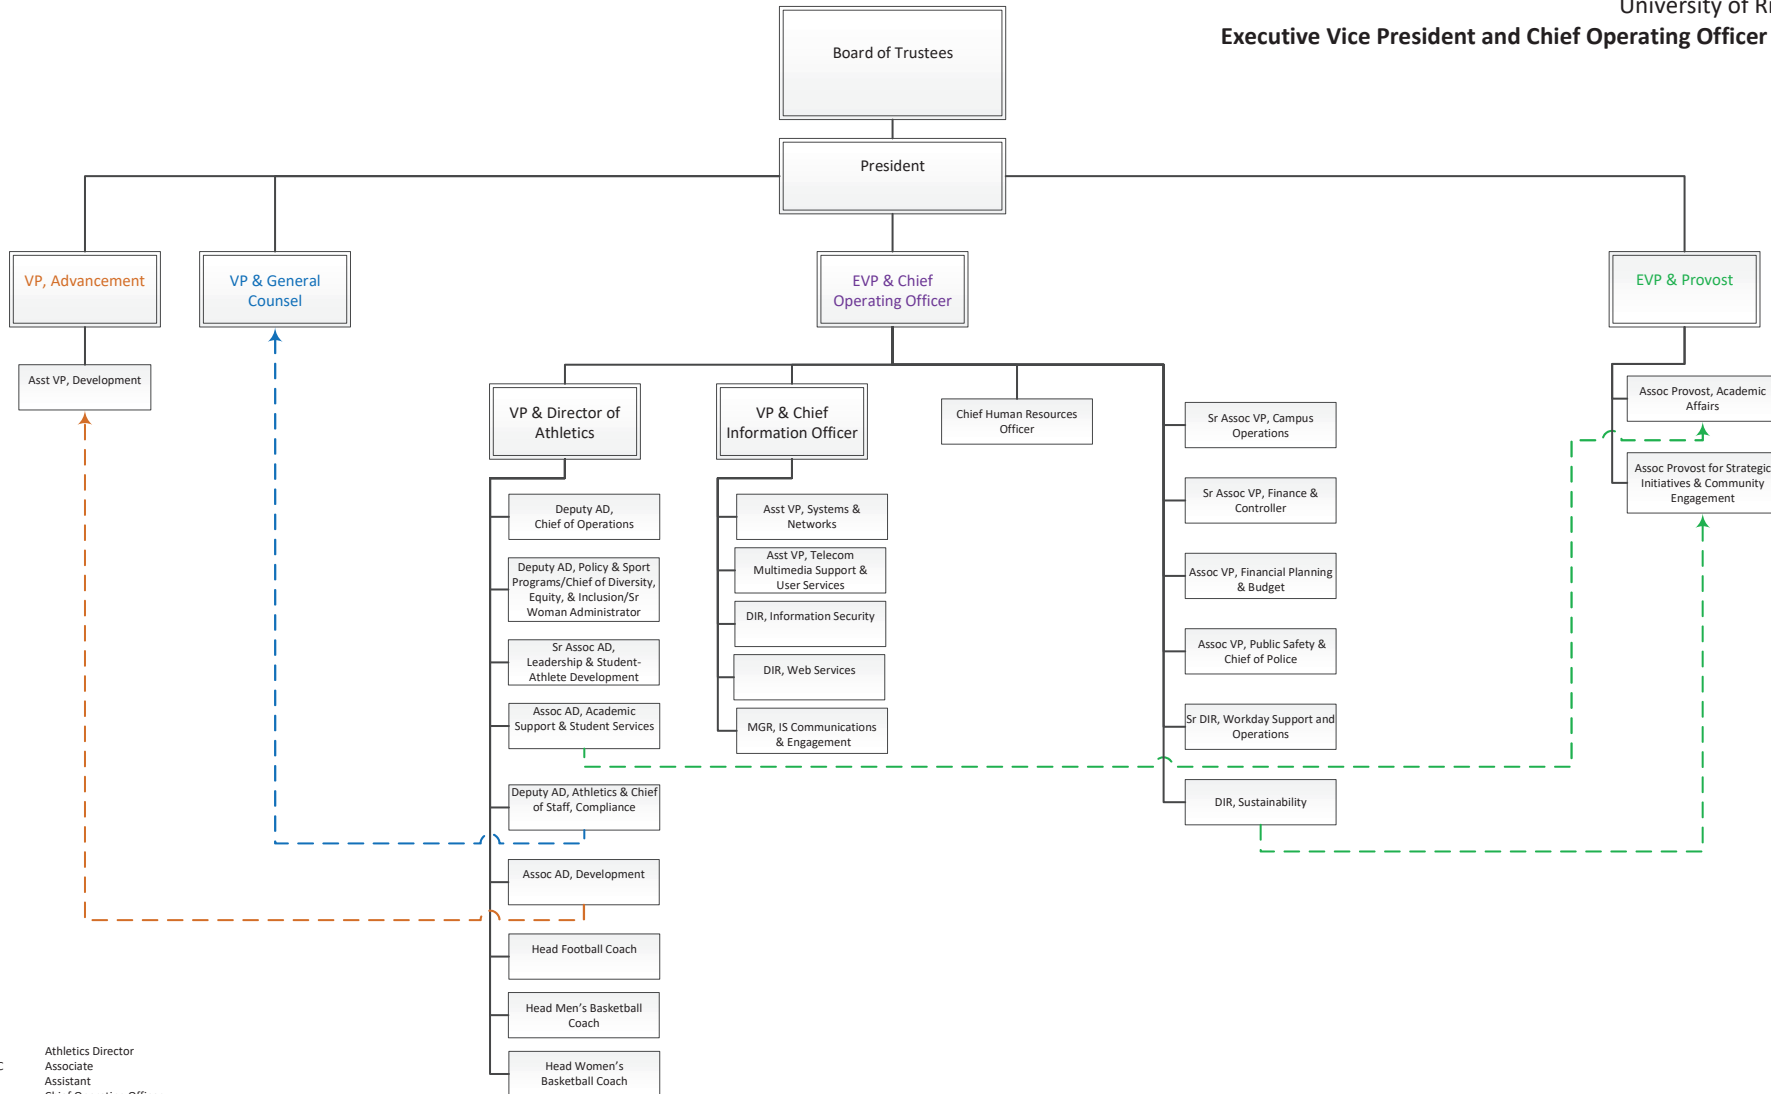 University of
Executive Vice President and Chief Operating Officer
Board of Trustees
President
VP, Advancement
VP & General
Counsel
EVP & Chief
Operating Officer
EVP & Provost
Asst VP, Development
VP & Director of
Athletics
VP & Chief
Information Officer
Chief Human Resources
Officer
Sr Assoc VP, Campus
Operations
Assoc Provost, Academic
Affairs
Assoc Provost for Strategic
Initiatives & Community
Engagement
Deputy AD,
Chief of Operations
Deputy AD, Policy & Sport
Programs/Chief of Diversity,
Equity, & Inclusion/Sr
Woman Administrator
Sr Assoc AD,
Leadership & Student-
Athlete Development
Assoc AD, Academic
Support & Student Services
Deputy AD, Athletics & Chief
of Staff, Compliance
Assoc AD, Development
Head Football Coach
Head Men's Basketball
Coach
Head Women's
Basketball Coach
Asst VP, Systems &
Networks
Asst VP, Telecom
Multimedia Support &
User Services
DIR, Information Security
DIR, Web Services
MGR, IS Communications
& Engagement
Sr Assoc VP, Finance &
Controller
Assoc VP, Financial Planning
& Budget
Assoc VP, Public Safety &
Chief of Police
Sr DIR, Workday Support and
Operations
DIR, Sustainability
Athletics Director
Associate
Assistant